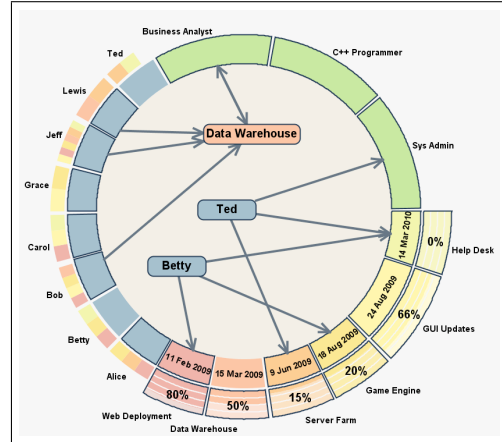 Business Analyst
Ted
C++ Programmer
Lewis
Jeff
Data Warehouse
Sys Admin
Grace
Ted
14 Mar 2010
0%
Help Desk
Carol
Betty
24 Aug 2009
66%
GUI Updates
Bob
Betty
11 Feb 2009
15 Mar 2009
9 Jun 2009
18 Aug 2009
20%
Game Engine
Alice
80%
50%
15%
Server Farm
Web Deployment
Data Warehouse